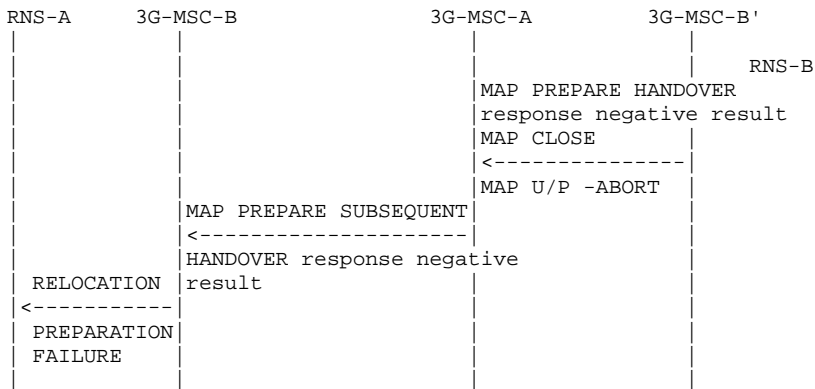 RNS-A 3G-MSC-B 3G-MSC-A 3G-MSC-B'
RNS-B
MAP PREPARE HANDOVER
response negative result
MAP CLOSE
MAP U/P -ABORT
MAP PREPARE SUBSEQUENT
HANDOVER response negative
RELOCATION result
PREPARATION
FAILURE